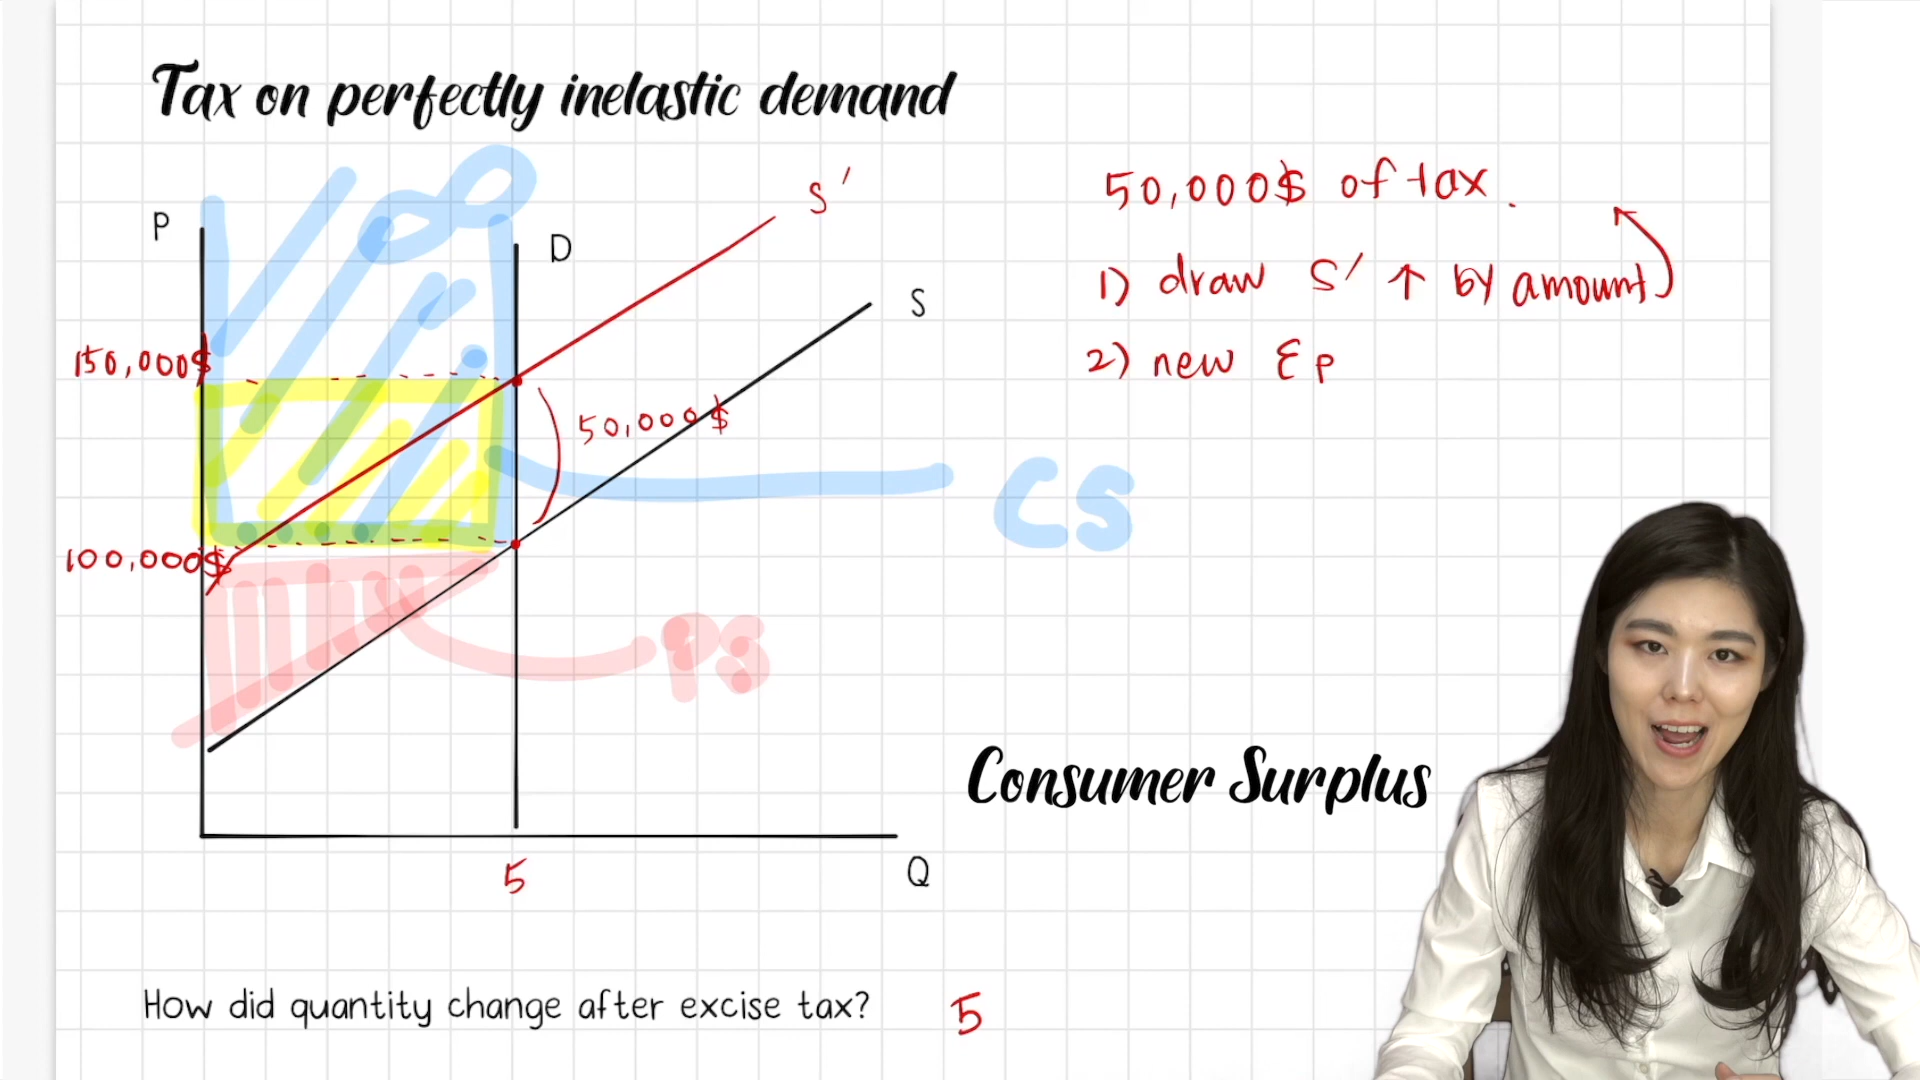 Tax on perfectly inelastic demand
50,000$ of tax.
1) draw S' ↑ by amount
2) new Ep
P
D
S'
S
150,000$
50,000$
CS
100,000$
PS
Consumer Surplus
5
Q
How did quantity change after excise tax? 5